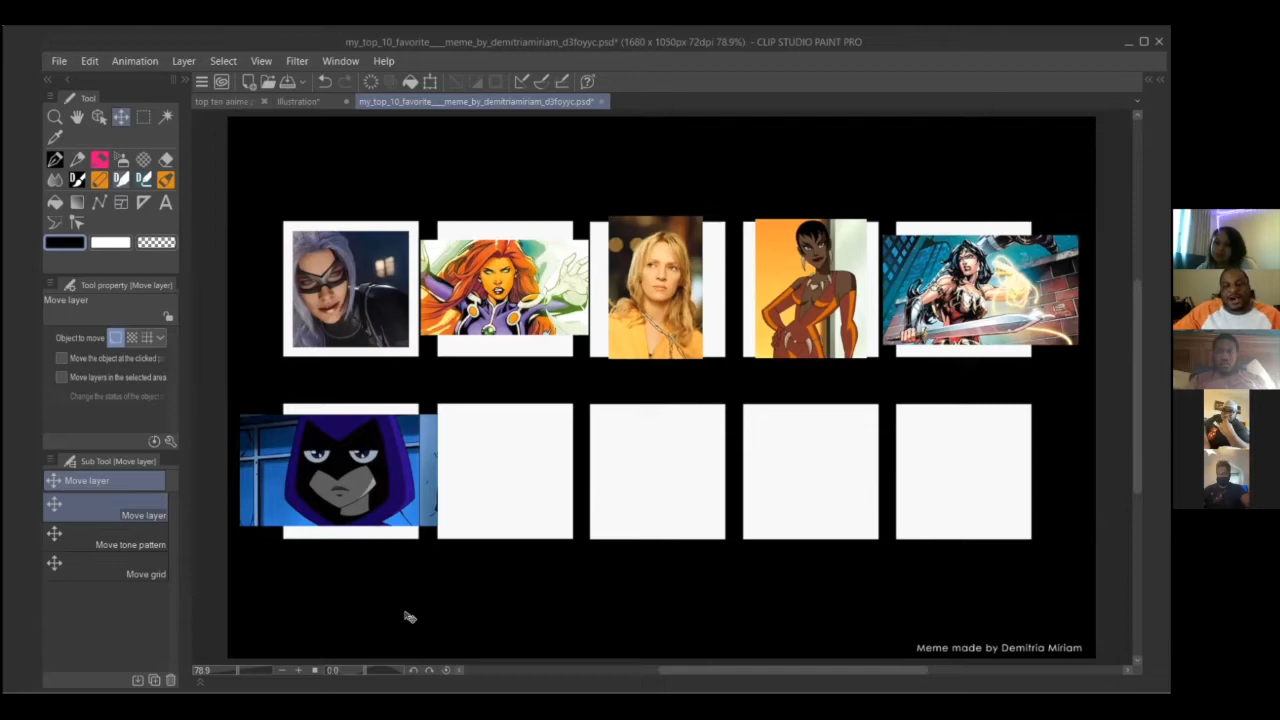 my_top_10_favorite___meme_by_demitriamiriam_d3foyyc.psd* (1680 x 1050px 72dpi 78.9%) - CLIP STUDIO PAINT PRO
File Edit Animation Layer Select View Filter Window Help
Tool
top ten anime Illustration* my_top_10_favorite___meme_by_demitriamiriam_d3foyyc.psd*
Tool property [Move layer]
Move layer
Object to move
Move the object at the clicked p
Move layers in the selected area
Change the status of the object
Sub Tool [Move layer]
Move layer
Move layer
Move tone pattern
Move grid
Meme made by Demitria Miriam
78.9 0.0